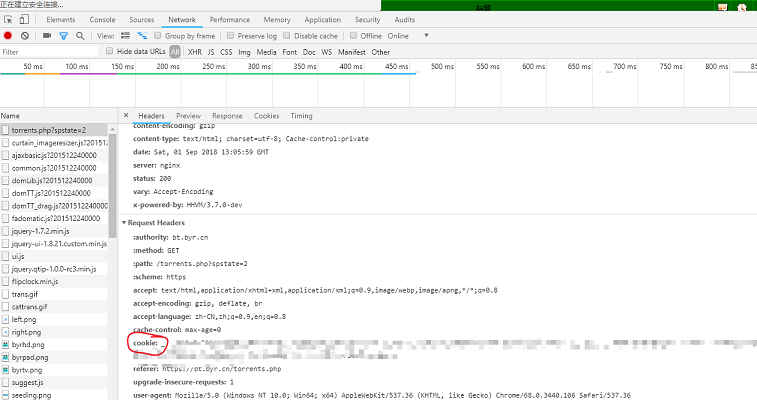 正在建立安全连接...
Elements Console Sources Network Performance Memory Application Security Audits
View: Group by frame Preserve log Disable cache Offline Online
Filter Hide data URLs All XHR JS CSS Img Media Font Doc WS Manifest Other
50 ms 100 ms 150 ms 200 ms 250 ms 300 ms 350 ms 400 ms 450 ms 500 ms 550 ms 600 ms 650 ms 700 ms 750 ms 800 ms 85
Name
torrents.php?spstate=2
curtain_imageresizer.js?20151
ajaxbasic.js?201512240000
common.js?201512240000
domLib.js?201512240000
domTT.js?201512240000
domTT_drag.js?201512240000
fadomatic.js?201512240000
jquery-1.7.2.min.js
jquery-ui-1.8.21.custom.min.js
ui.js
jquery.qtip-1.0.0-rc3.min.js
flipclock.min.js
trans.gif
cattrans.gif
left.png
right.png
byrhd.png
byrpad.png
byrtv.png
suggest.js
seeding.png
× Headers Preview Response Cookies Timing
content-encoding: gzip
content-type: text/html; charset=utf-8; Cache-control:private
date: Sat, 01 Sep 2018 13:05:59 GMT
server: nginx
status: 200
vary: Accept-Encoding
x-powered-by: HHVM/3.7.0-dev
Request Headers
:authority: bt.byr.cn
:method: GET
:path: /torrents.php?spstate=2
:scheme: https
accept: text/html,application/xhtml+xml,application/xml;q=0.9,image/webp,image/apng,*/*;q=0.8
accept-encoding: gzip, deflate, br
accept-language: zh-CN,zh;q=0.9,en;q=0.8
cache-control: max-age=0
cookie:
referer: https://bt.byr.cn/torrents.php
upgrade-insecure-requests: 1
user-agent: Mozilla/5.0 (Windows NT 10.0; Win64; x64) AppleWebKit/537.36 (KHTML, like Gecko) Chrome/68.0.3440.106 Safari/537.36